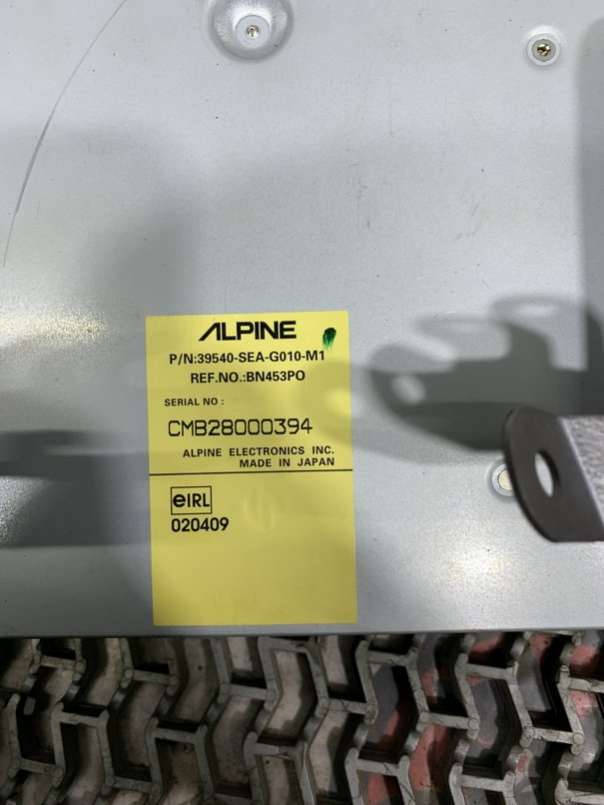 ALPINE
P/N:39540-SEA-G010-M1
REF.NO.:BN453PO
SERIAL NO :
CMB28000394
ALPINE ELECTRONICS INC.
MADE IN JAPAN
eIRL
020409